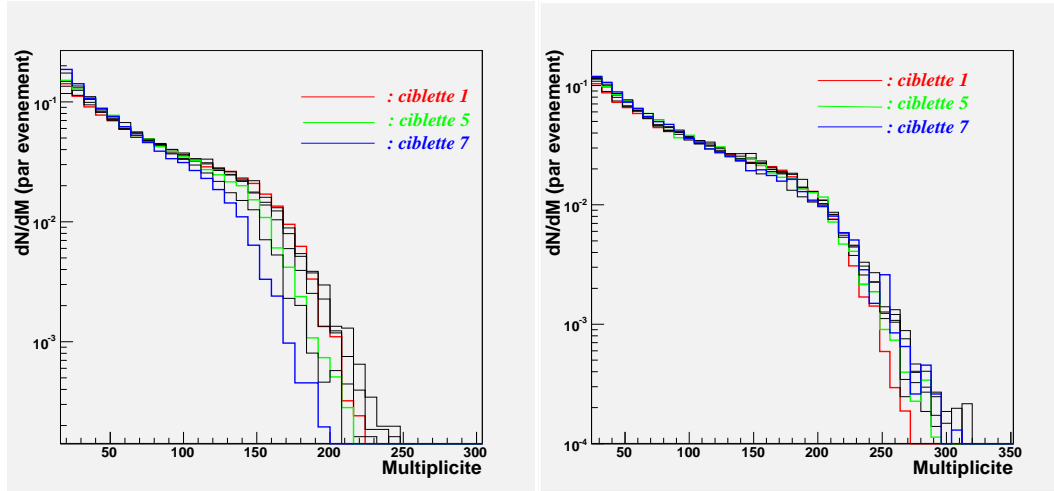 dN/dM (par evenement)
10-1
10-2
10-3
: ciblette 1
: ciblette 5
: ciblette 7
50 100 150 200 250 300
Multiplicite
dN/dM (par evenement)
10-1
10-2
10-3
10-4
: ciblette 1
: ciblette 5
: ciblette 7
50 100 150 200 250 300 350
Multiplicite